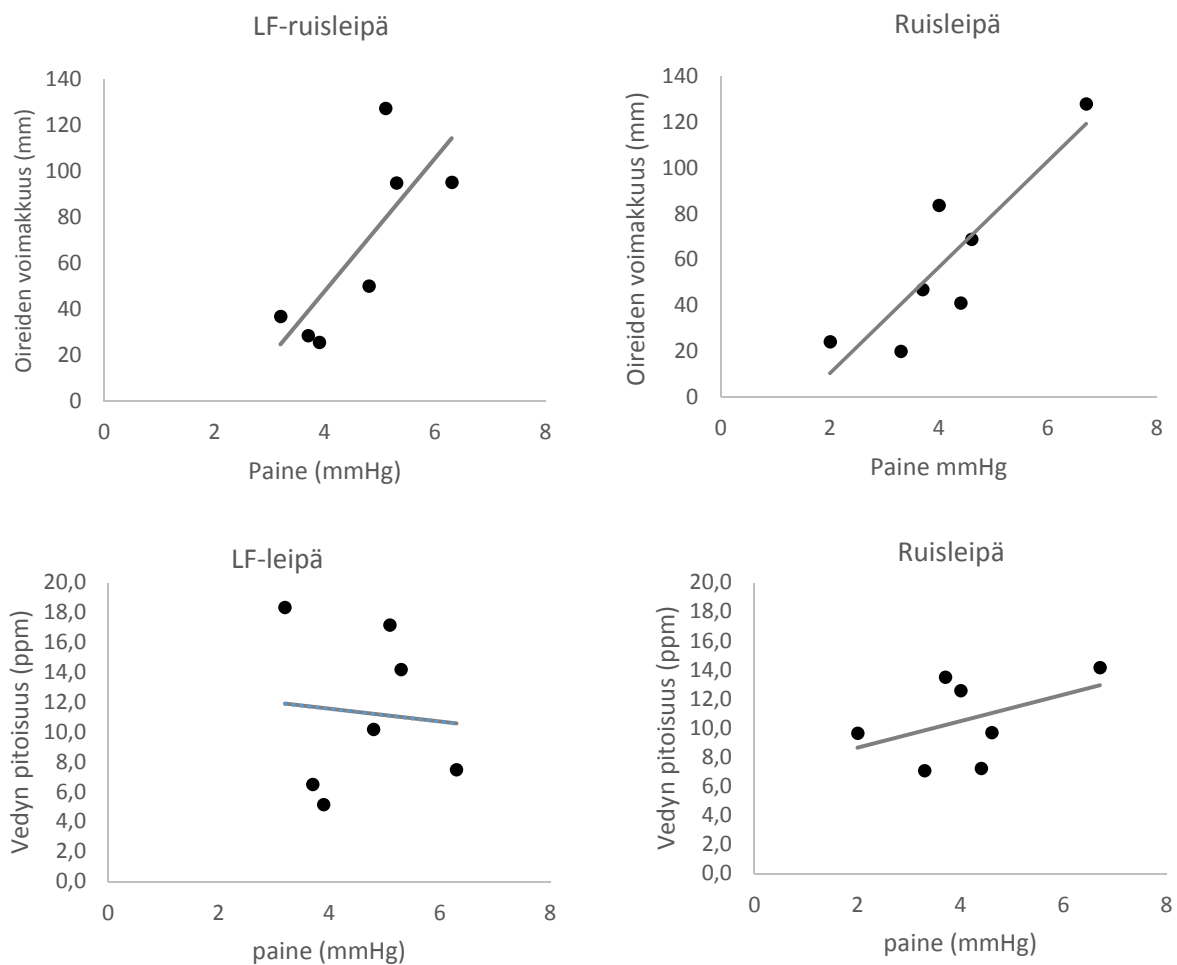 LF-ruisleipä
Oireiden voimakkuus (mm)
140
120
100
80
60
40
20
0
0 2 4 6 8
Paine (mmHg)
Ruisleipä
Oireiden voimakkuus (mm)
140
120
100
80
60
40
20
0
0 2 4 6 8
Paine mmHg
LF-leipä
Vedyn pitoisuus (ppm)
20,0
18,0
16,0
14,0
12,0
10,0
8,0
6,0
4,0
2,0
0,0
0 2 4 6 8
paine (mmHg)
Ruisleipä
Vedyn pitoisuus (ppm)
20,0
18,0
16,0
14,0
12,0
10,0
8,0
6,0
4,0
2,0
0,0
0 2 4 6 8
paine (mmHg)